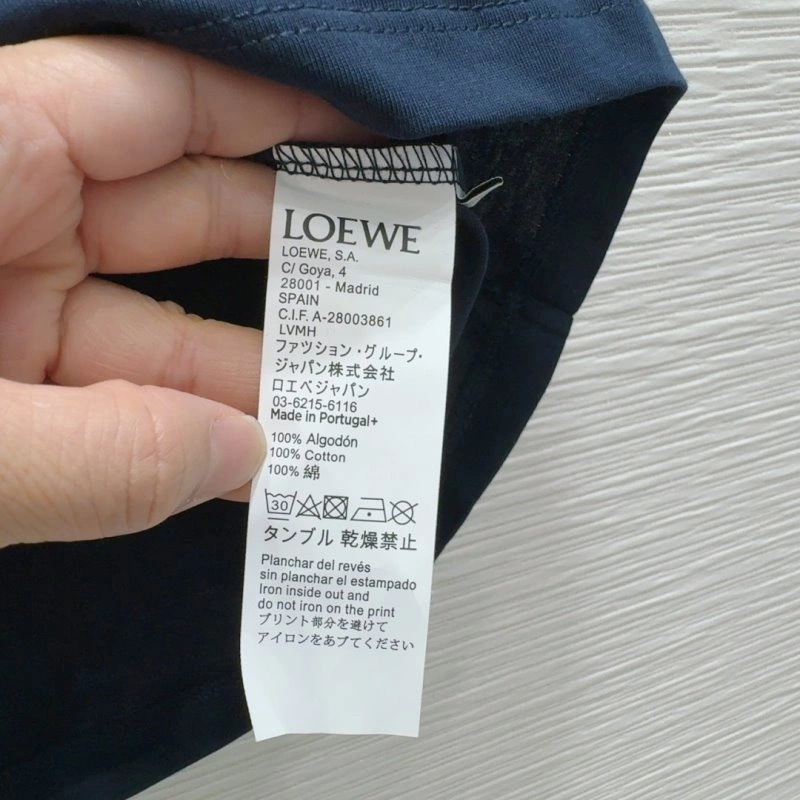 LOEWE
LOEWE, S.A.
C/ Goya, 4
28001 - Madrid
SPAIN
C.I.F. A-28003861
LVMH
ファツション・グループ・
ジャパン株式会社
ロエベジャパン
03-6215-6116
Made in Portugal+
100% Algodón
100% Cotton
100% 綿
30
タンブル 乾燥禁止
Planchar del revés
sin planchar el estampado
Iron inside out and
do not iron on the print
プリント部分を避けて
アイロンをあブてください